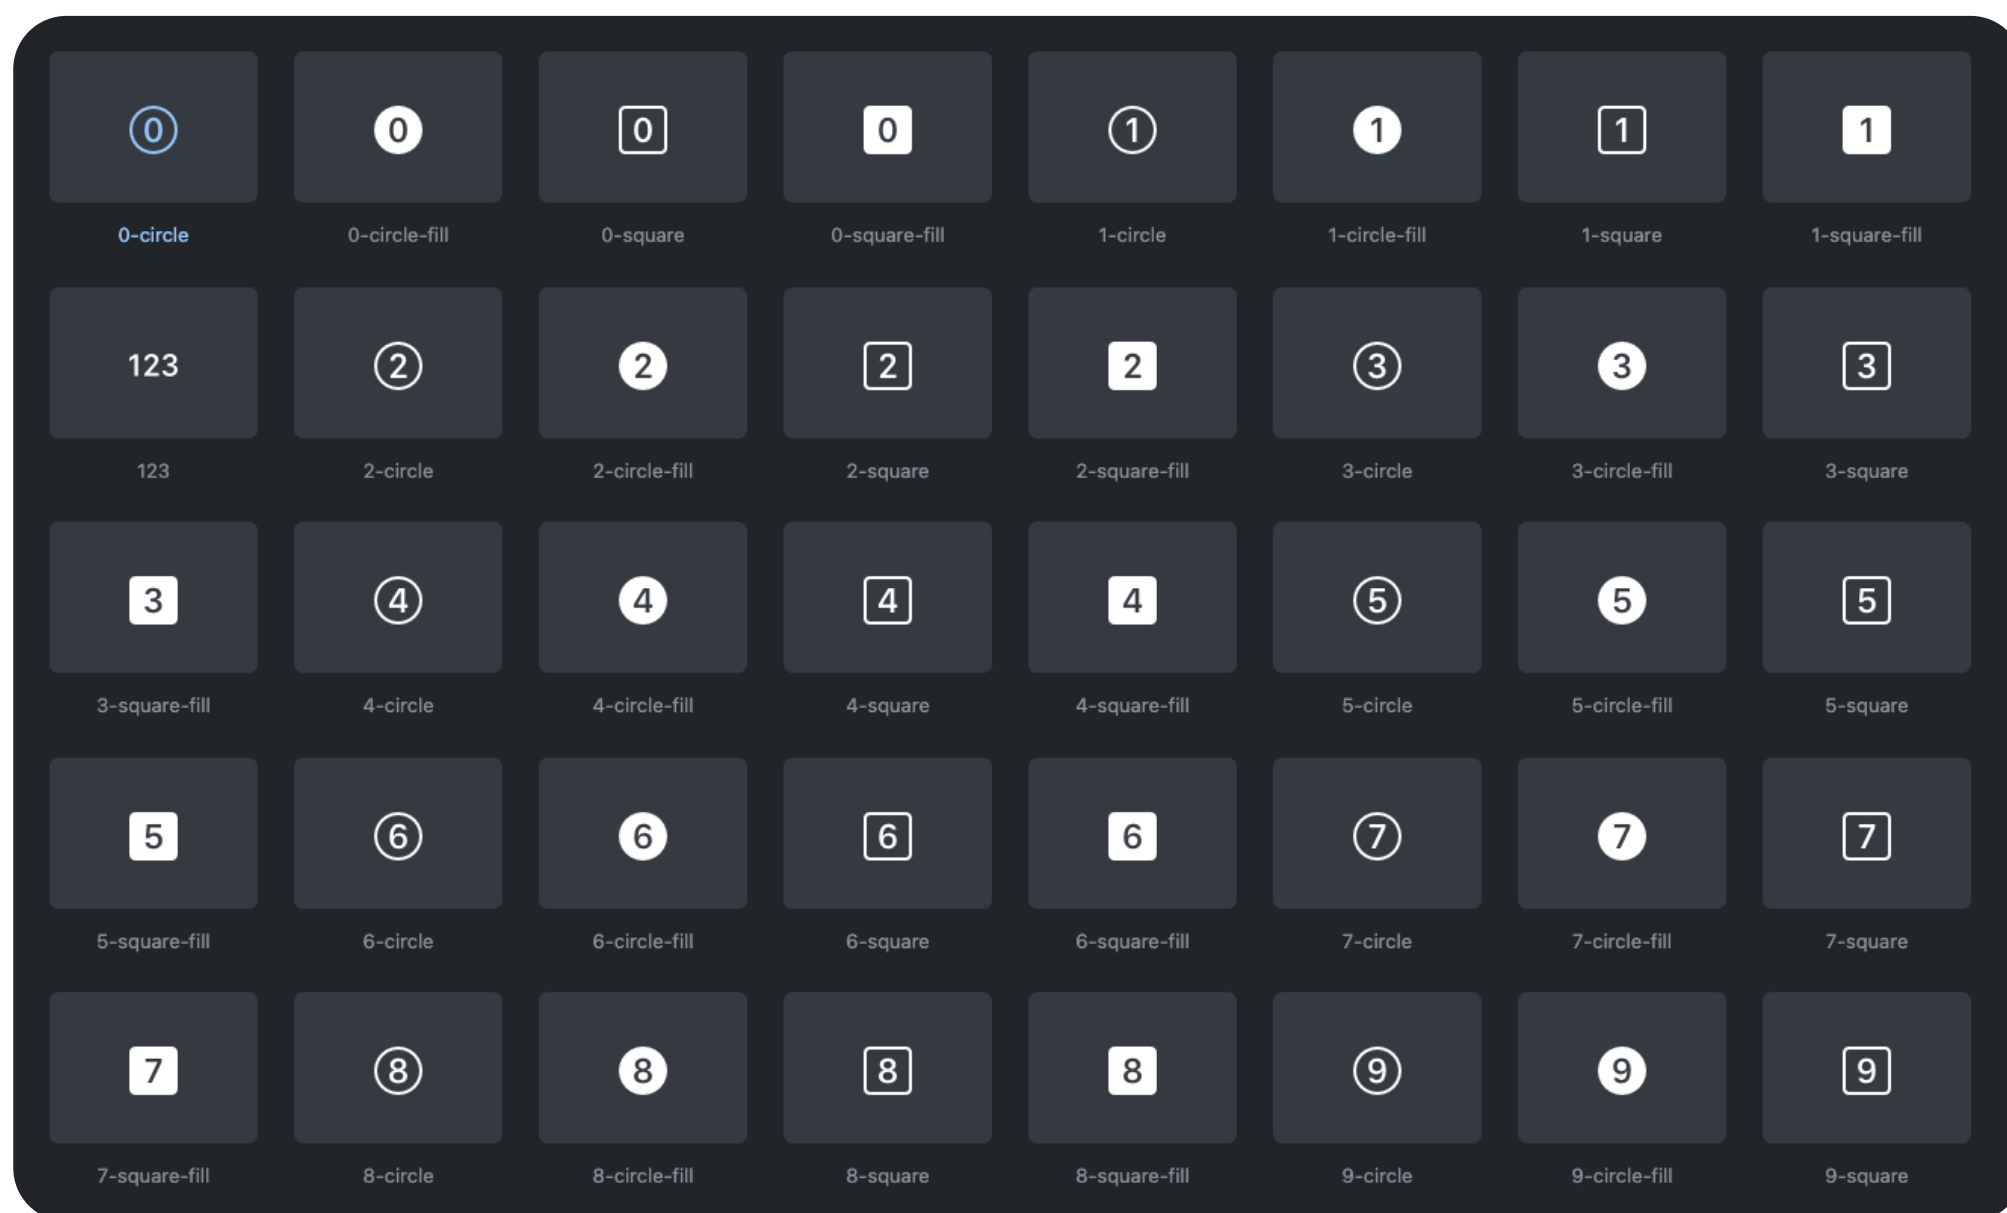 0 0 0 0 1 1 1 1
0-circle 0-circle-fill 0-square 0-square-fill 1-circle 1-circle-fill 1-square 1-square-fill
123 2 2 2 2 3 3 3
123 2-circle 2-circle-fill 2-square 2-square-fill 3-circle 3-circle-fill 3-square
3 4 4 4 4 5 5 5
3-square-fill 4-circle 4-circle-fill 4-square 4-square-fill 5-circle 5-circle-fill 5-square
5 6 6 6 6 7 7 7
5-square-fill 6-circle 6-circle-fill 6-square 6-square-fill 7-circle 7-circle-fill 7-square
7 8 8 8 8 9 9 9
7-square-fill 8-circle 8-circle-fill 8-square 8-square-fill 9-circle 9-circle-fill 9-square